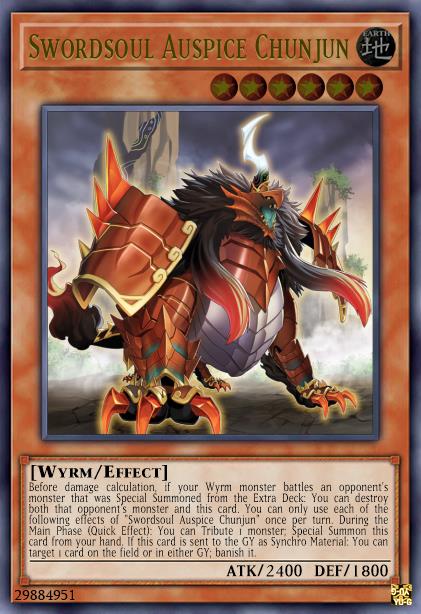 Swordsoul Auspice Chunjun
EARTH
地
[Wyrm/Effect]
Before damage calculation, if your Wyrm monster battles an opponent's
monster that was Special Summoned from the Extra Deck: You can destroy
both that opponent's monster and this card. You can only use each of the
following effects of "Swordsoul Auspice Chunjun" once per turn. During the
Main Phase (Quick Effect): You can Tribute 1 monster; Special Summon this
card from your hand. If this card is sent to the GY as Synchro Material: You can
target 1 card on the field or in either GY; banish it.
ATK/2400 DEF/1800
29884951